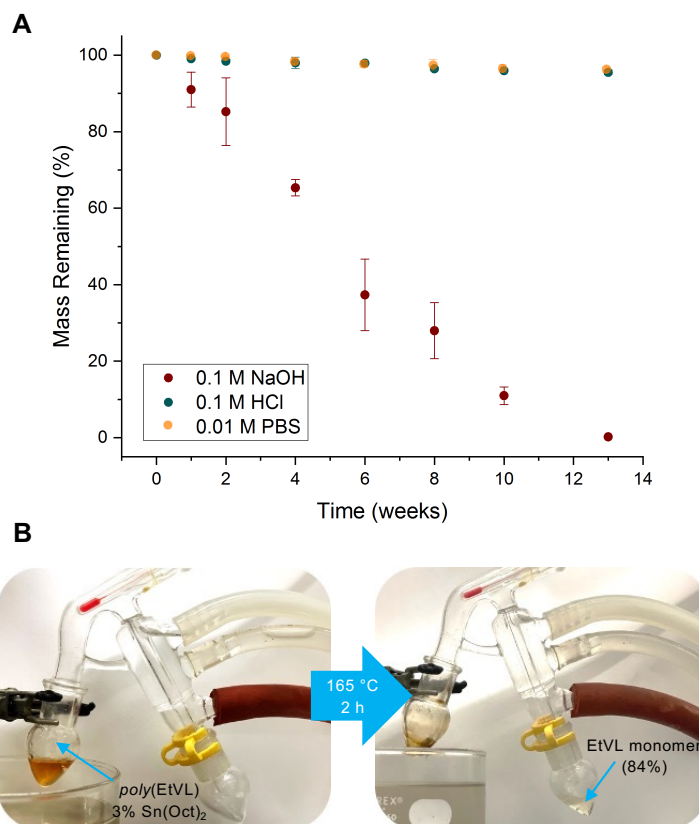 A
100
80
60
40
20
0
Mass Remaining (%)
0.1 M NaOH
0.1 M HCl
0.01 M PBS
0 2 4 6 8 10 12 14
Time (weeks)
B
165 °C
2 h
poly(EtVL)
3% Sn(Oct)₂
EtVL monomer
(84%)
REX®